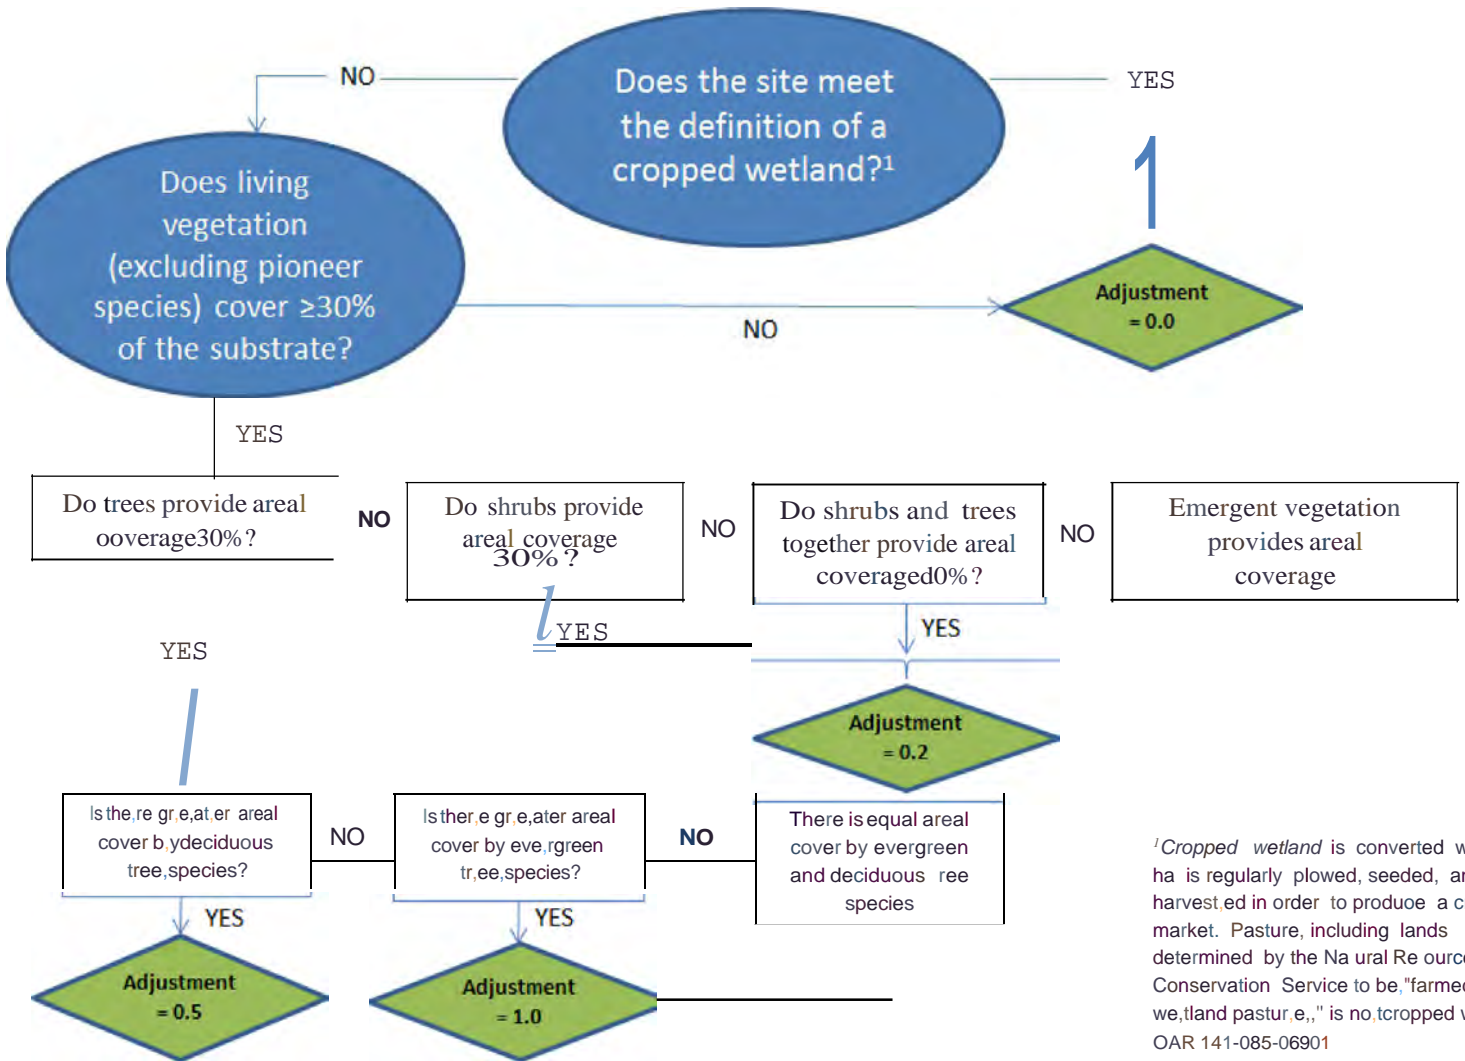 NO
Does the site meet
the definition of a
cropped wetland?¹
YES
Does living
vegetation
(excluding pioneer
species) cover ≥30%
of the substrate?
NO
Adjustment
= 0.0
YES
Do trees provide areal
ooverage30%?
NO
Do shrubs provide
areal coverage
30%?
NO
Do shrubs and trees
together provide areal
coveraged0%?
NO
Emergent vegetation
provides areal
coverage
YES
l YES
YES
Adjustment
= 0.2
Is the,re gr,e,at,er areal
cover b,ydeciduous
tree,species?
NO
Is ther,e gr,e,ater areal
cover by eve,rgreen
tr,ee,species?
NO
There is equal areal
cover by evergreen
and deciduous ree
species
YES
Adjustment
= 0.5
YES
Adjustment
= 1.0
¹Cropped wetland is converted w
ha is regularly plowed, seeded, ar
harvest,ed in order to produoe a c
market. Pasture, including lands
determined by the Na ural Re ource
Conservation Service to be,"farmed
we,tland pastur,e,," is no,tcropped w
OAR 141-085-06901